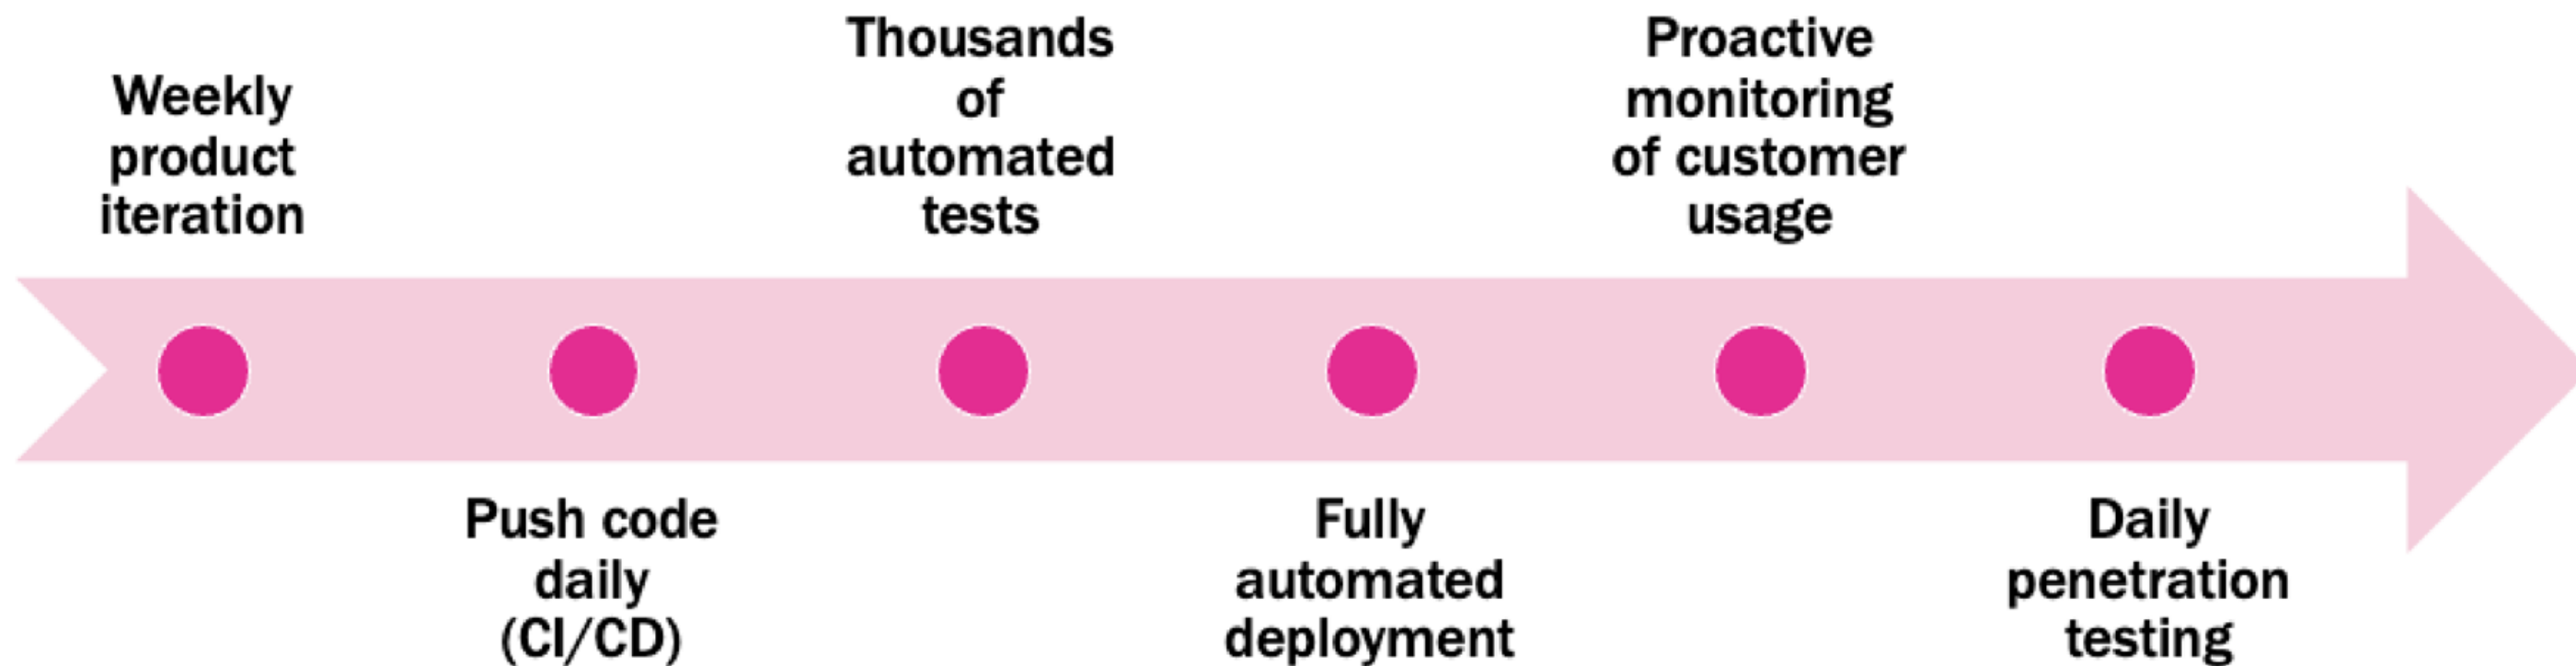 Weekly
product
iteration
Push code
daily
(CI/CD)
Thousands
of
automated
tests
Fully
automated
deployment
Proactive
monitoring
of customer
usage
Daily
penetration
testing